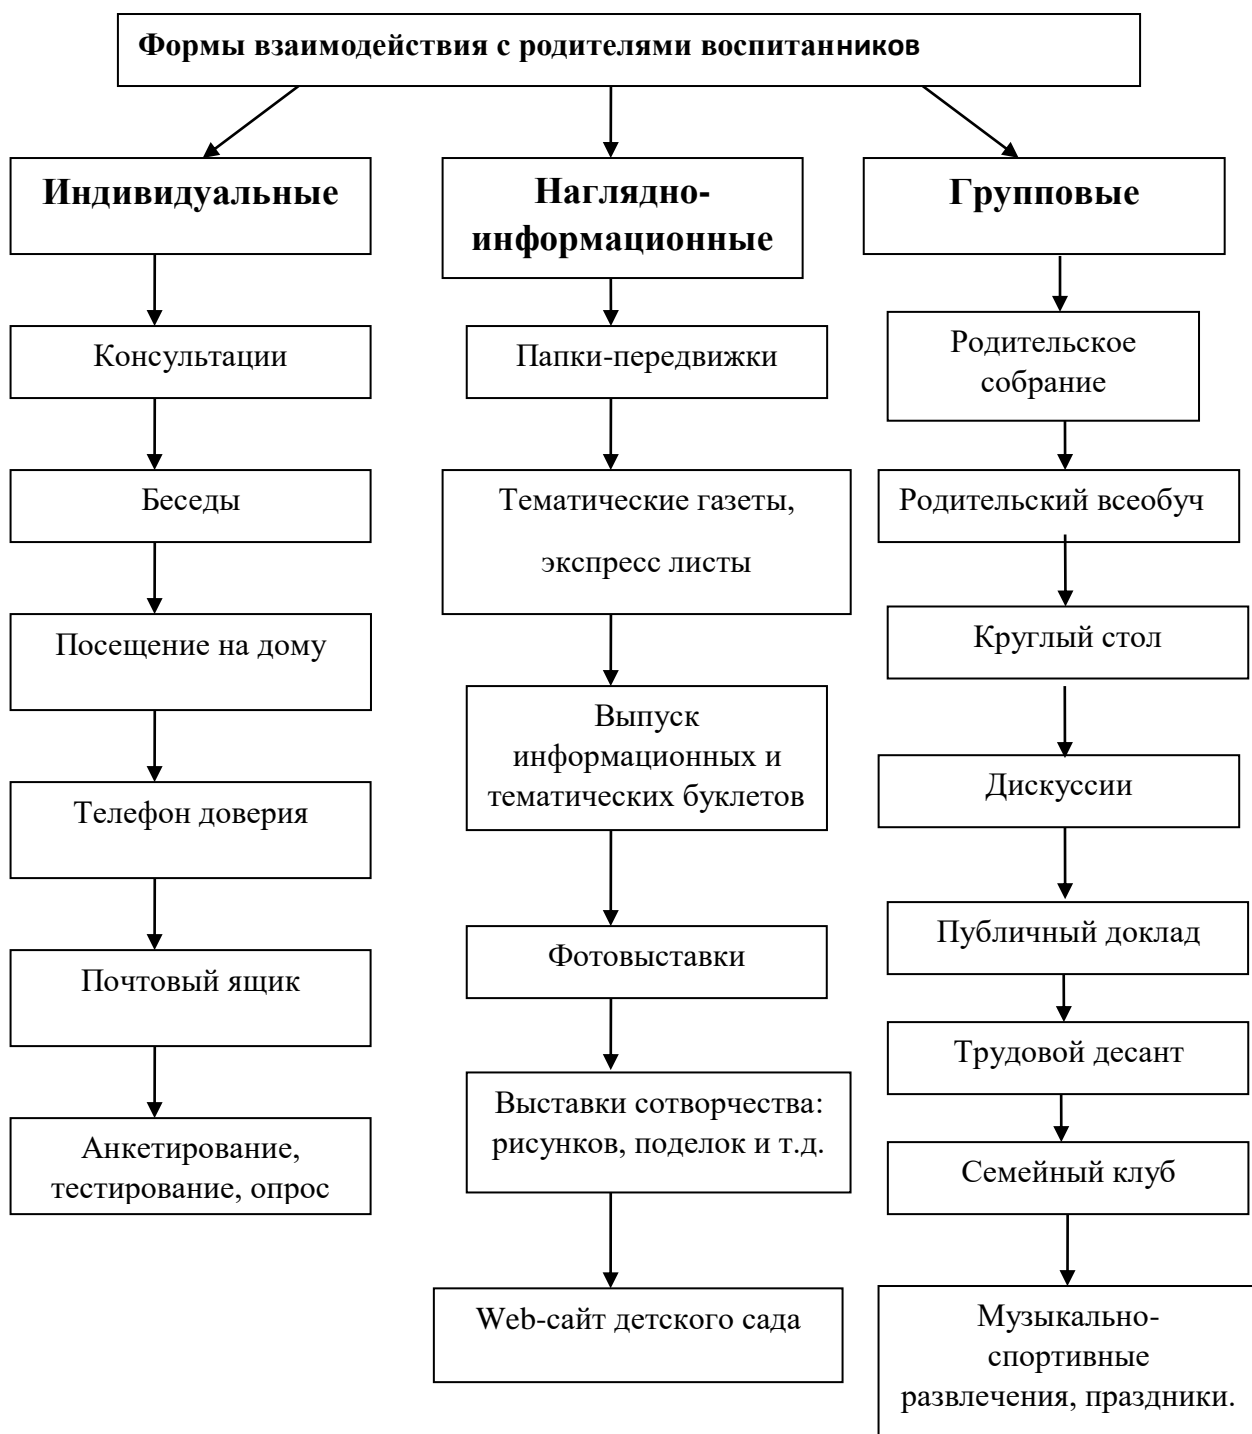 Формы взаимодействия с родителями воспитанников
Индивидуальные
Консультации
Беседы
Посещение на дому
Телефон доверия
Почтовый ящик
Анкетирование,
тестирование, опрос
Наглядно-
информационные
Папки-передвижки
Тематические газеты,
экспресс листы
Выпуск
информационных и
тематических буклетов
Фотовыставки
Выставки сотворчества:
рисунков, поделок и т.д.
Web-сайт детского сада
Групповые
Родительское
собрание
Родительский всеобуч
Круглый стол
Дискуссии
Публичный доклад
Трудовой десант
Семейный клуб
Музыкально-
спортивные
развлечения, праздники.